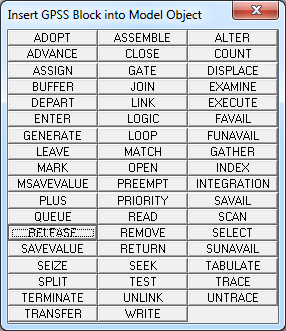 Insert GPSS Block into Model Object
ADOPT ASSEMBLE ALTER
ADVANCE CLOSE COUNT
ASSIGN GATE DISPLACE
BUFFER JOIN EXAMINE
DEPART LINK EXECUTE
ENTER LOGIC FAVAIL
GENERATE LOOP FUNAVAIL
LEAVE MATCH GATHER
MARK OPEN INDEX
MSAVEVALUE PREEMPT INTEGRATION
PLUS PRIORITY SAVAIL
QUEUE READ SCAN
RELEASE REMOVE SELECT
SAVEVALUE RETURN SUNAVAIL
SEIZE SEEK TABULATE
SPLIT TEST TRACE
TERMINATE UNLINK UNTRACE
TRANSFER WRITE